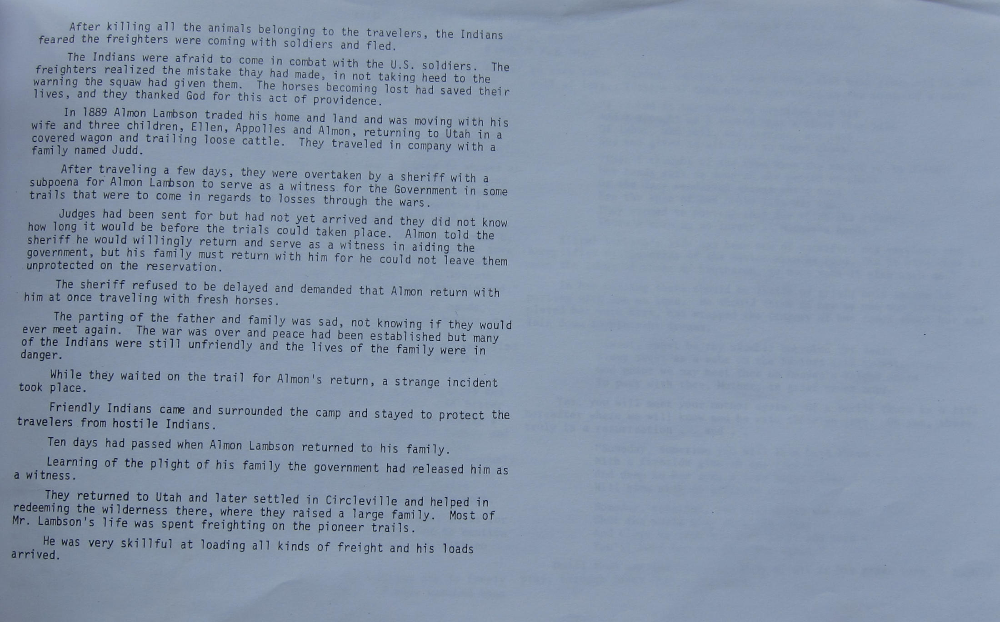 After killing all the animals belonging to the travelers, the Indians
feared the freighters were coming with soldiers and fled.
The Indians were afraid to come in combat with the U.S. soldiers. The
freighters realized the mistake thay had made, in not taking heed to the
warning the squaw had given them. The horses becoming lost had saved their
lives, and they thanked God for this act of providence.
In 1889 Almon Lambson traded his home and land and was moving with his
wife and three children, Ellen, Appolles and Almon, returning to Utah in a
covered wagon and trailing loose cattle. They traveled in company with a
family named Judd.
After traveling a few days, they were overtaken by a sheriff with a
subpoena for Almon Lambson to serve as a witness for the Government in some
trails that were to come in regards to losses through the wars.
Judges had been sent for but had not yet arrived and they did not know
how long it would be before the trials could taken place. Almon told the
sheriff he would willingly return and serve as a witness in aiding the
government, but his family must return with him for he could not leave them
unprotected on the reservation.
The sheriff refused to be delayed and demanded that Almon return with
him at once traveling with fresh horses.
The parting of the father and family was sad, not knowing if they would
ever meet again. The war was over and peace had been established but many
of the Indians were still unfriendly and the lives of the family were in
danger.
While they waited on the trail for Almon's return, a strange incident
took place.
Friendly Indians came and surrounded the camp and stayed to protect the
travelers from hostile Indians.
Ten days had passed when Almon Lambson returned to his family.
Learning of the plight of his family the government had released him as
a witness.
They returned to Utah and later settled in Circleville and helped in
redeeming the wilderness there, where they raised a large family. Most of
Mr. Lambson's life was spent freighting on the pioneer trails.
He was very skillful at loading all kinds of freight and his loads
arrived.